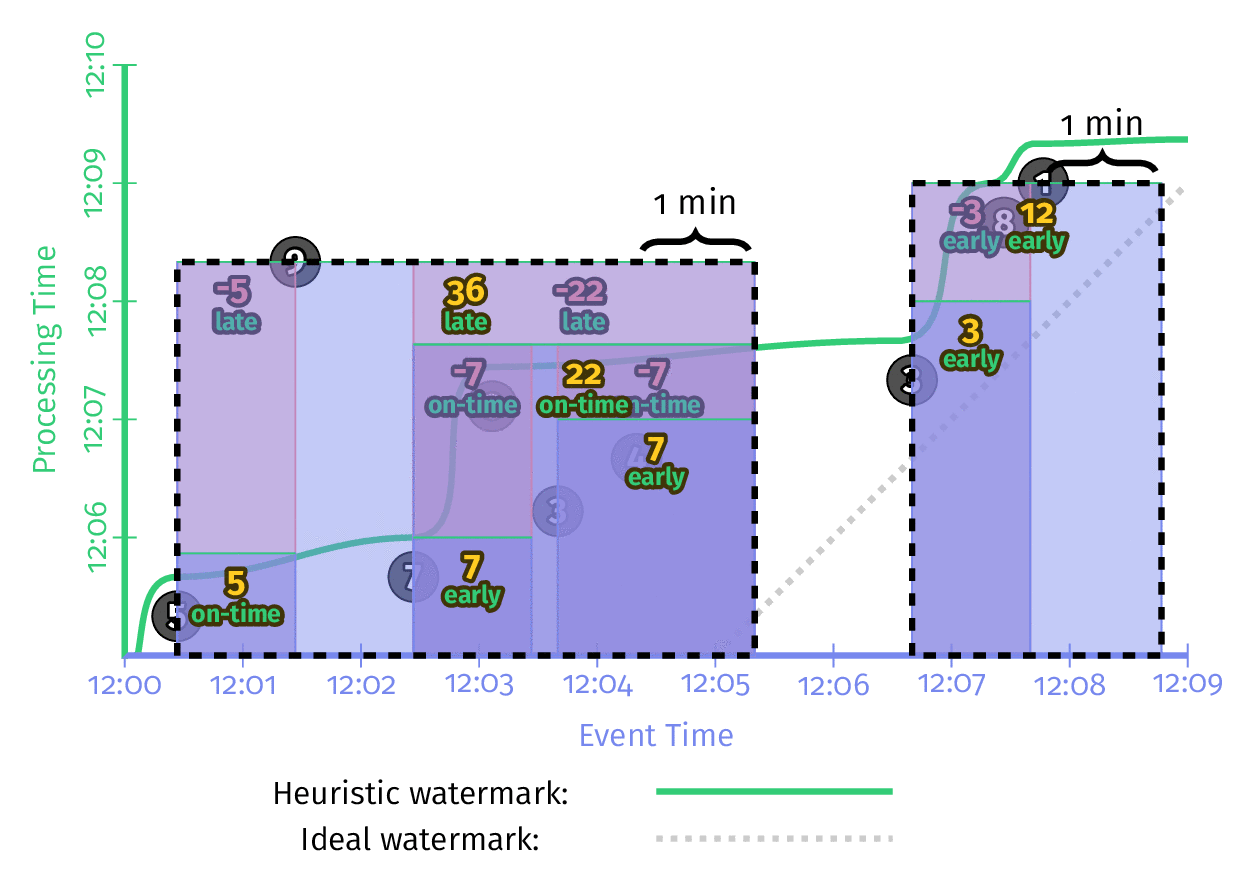 12:10
1 min
12:09
1
1 min
-3
8
12
early
early
9
12:08
-5
36
-22
late
late
late
3
early
-7
22
-7
3
on-time
on-time
n-time
12:07
7
early
3
12:06
7
7
early
5
on-time
5
Processing Time
12:00
12:01
12:02
12:03
12:04
12:05
12:06
12:07
12:08
12:09
Event Time
Heuristic watermark:
Ideal watermark: